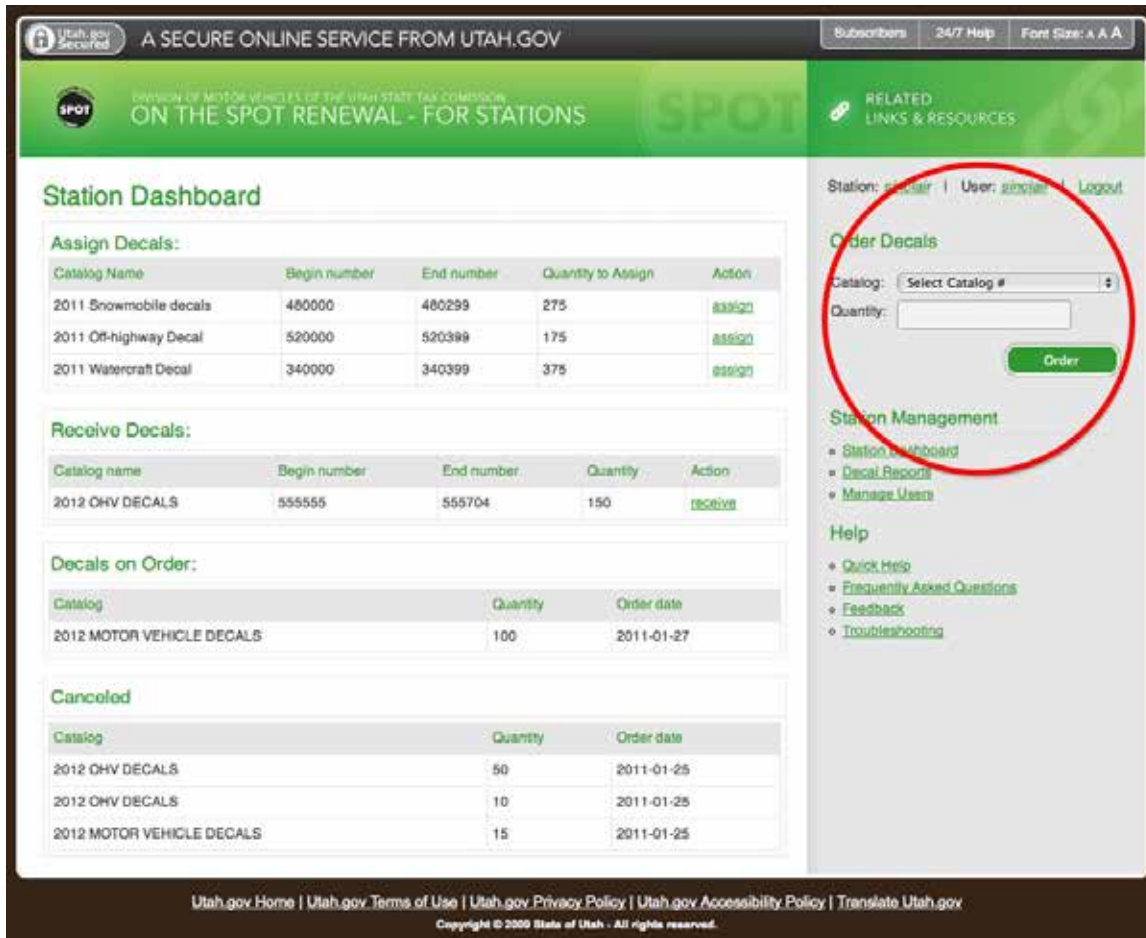 Utah.gov Secured
A SECURE ONLINE SERVICE FROM UTAH.GOV
Subscribers 24/7 Help Font Size: A A A
SPOT
DIVISION OF MOTOR VEHICLES OF THE UTAH STATE TAX COMISSION
ON THE SPOT RENEWAL - FOR STATIONS
SPOT
RELATED
LINKS & RESOURCES
Station Dashboard
Assign Decals:
Catalog Name Begin number End number Quantity to Assign Action
2011 Snowmobile decals 480000 480299 275 assign
2011 Off-highway Decal 520000 520399 175 assign
2011 Watercraft Decal 340000 340399 375 assign
Receive Decals:
Catalog name Begin number End number Quantity Action
2012 OHV DECALS 555555 555704 150 receive
Decals on Order:
Catalog Quantity Order date
2012 MOTOR VEHICLE DECALS 100 2011-01-27
Canceled
Catalog Quantity Order date
2012 OHV DECALS 50 2011-01-25
2012 OHV DECALS 10 2011-01-25
2012 MOTOR VEHICLE DECALS 15 2011-01-25
Station: sinclair | User: sinclair | Logout
Order Decals
Catalog: Select Catalog #
Quantity:
Order
Station Management
Station Dashboard
Decal Reports
Manage Users
Help
Quick Help
Frequently Asked Questions
Feedback
Troubleshooting
Utah.gov Home | Utah.gov Terms of Use | Utah.gov Privacy Policy | Utah.gov Accessibility Policy | Translate Utah.gov
Copyright © 2009 State of Utah - All rights reserved.